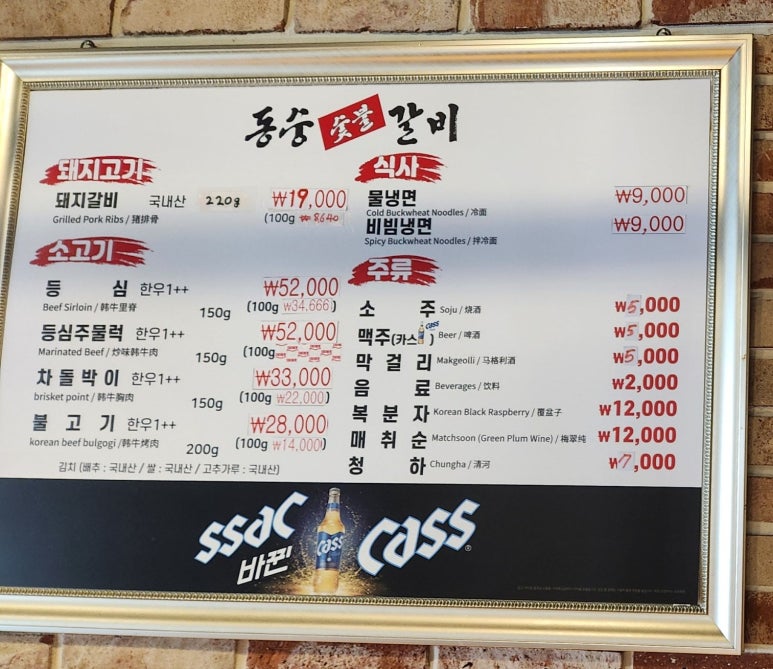 동숭 숯불 갈비
돼지고기
돼지갈비 국내산 220g ₩19,000
Grilled Pork Ribs / 猪排骨 (100g ₩8,640)
소고기
등 심 한우1++ ₩52,000
Beef Sirloin / 韩牛里脊 150g (100g ₩34,666)
등심주물럭 한우1++ ₩52,000
Marinated Beef / 炒味韩牛肉 150g (100g
차돌박이 한우1++ ₩33,000
brisket point / 韩牛胸肉 150g (100g ₩22,000)
불 고 기 한우1++ ₩28,000
korean beef bulgogi /韩牛烤肉 200g (100g ₩14,000)
김치 (배추 : 국내산 / 쌀 : 국내산 / 고추가루 : 국내산)
식사
물냉면 ₩9,000
Cold Buckwheat Noodles / 冷面
비빔냉면 ₩9,000
Spicy Buckwheat Noodles / 拌冷面
주류
소 주 Soju / 烧酒 ₩5,000
맥주(카스 Cass) Beer / 啤酒 ₩5,000
막 걸 리 Makgeolli / 马格利酒 ₩5,000
음 료 Beverages / 饮料 ₩2,000
복 분 자 Korean Black Raspberry / 覆盆子 ₩12,000
매 취 순 Matchsoon (Green Plum Wine) / 梅翠纯 ₩12,000
청 하 Chungha / 清河 ₩7,000
ssac 바뀐 Cass Cass®